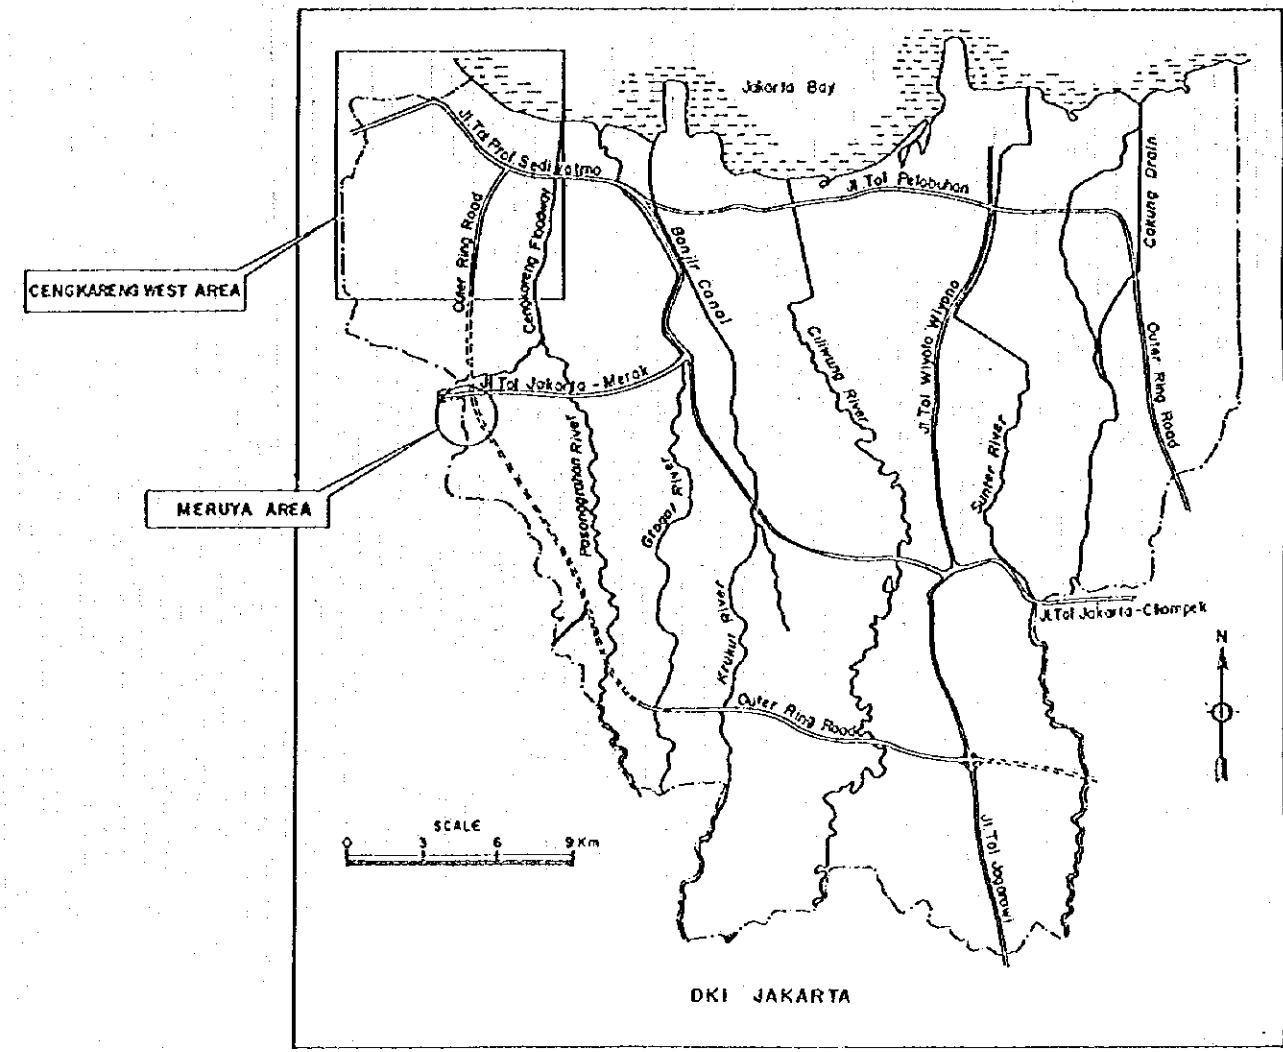 Jakarta Bay
Jl. Tol Prof. Sediyatmo
Jl. Tol Pelabuhan
Cakung Drain
Outer Ring Road
Cengkareng Floodway
Banjir Canal
CENGKARENG WEST AREA
Ciliwung River
Jl. Tol Wiyoto Wiyono
Outer Ring Road
Jl Tol Jakarta - Merak
MERUYA AREA
Pasanggrahan River
Grogol River
Sunter River
Krukut River
Jl. Tol Jakarta-Cikampek
N
Outer Ring Road
SCALE
0 3 6 9 Km
Jl. Tol Jagorawi
DKI JAKARTA